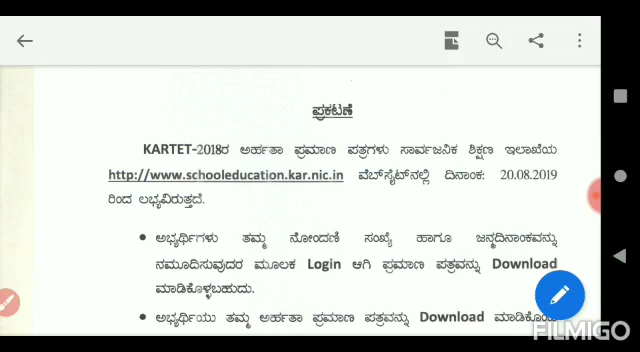 ಪ್ರಕಟಣೆ
KARTET-2018ರ ಅರ್ಹತಾ ಪ್ರಮಾಣ ಪತ್ರಗಳು ಸಾರ್ವಜನಿಕ ಶಿಕ್ಷಣ ಇಲಾಖೆಯ
http://www.schooleducation.kar.nic.in ವೆಬ್‌ಸೈಟ್‌ನಲ್ಲಿ ದಿನಾಂಕ: 20.08.2019
ರಿಂದ ಲಭ್ಯವಿರುತ್ತದೆ.
• ಅಭ್ಯರ್ಥಿಗಳು ತಮ್ಮ ನೋಂದಣಿ ಸಂಖ್ಯೆ ಹಾಗೂ ಜನ್ಮದಿನಾಂಕವನ್ನು
ನಮೂದಿಸುವುದರ ಮೂಲಕ Login ಆಗಿ ಪ್ರಮಾಣ ಪತ್ರವನ್ನು Download
ಮಾಡಿಕೊಳ್ಳಬಹುದು.
• ಅಭ್ಯರ್ಥಿಯು ತಮ್ಮ ಅರ್ಹತಾ ಪ್ರಮಾಣ ಪತ್ರವನ್ನು Download
FILMIGO